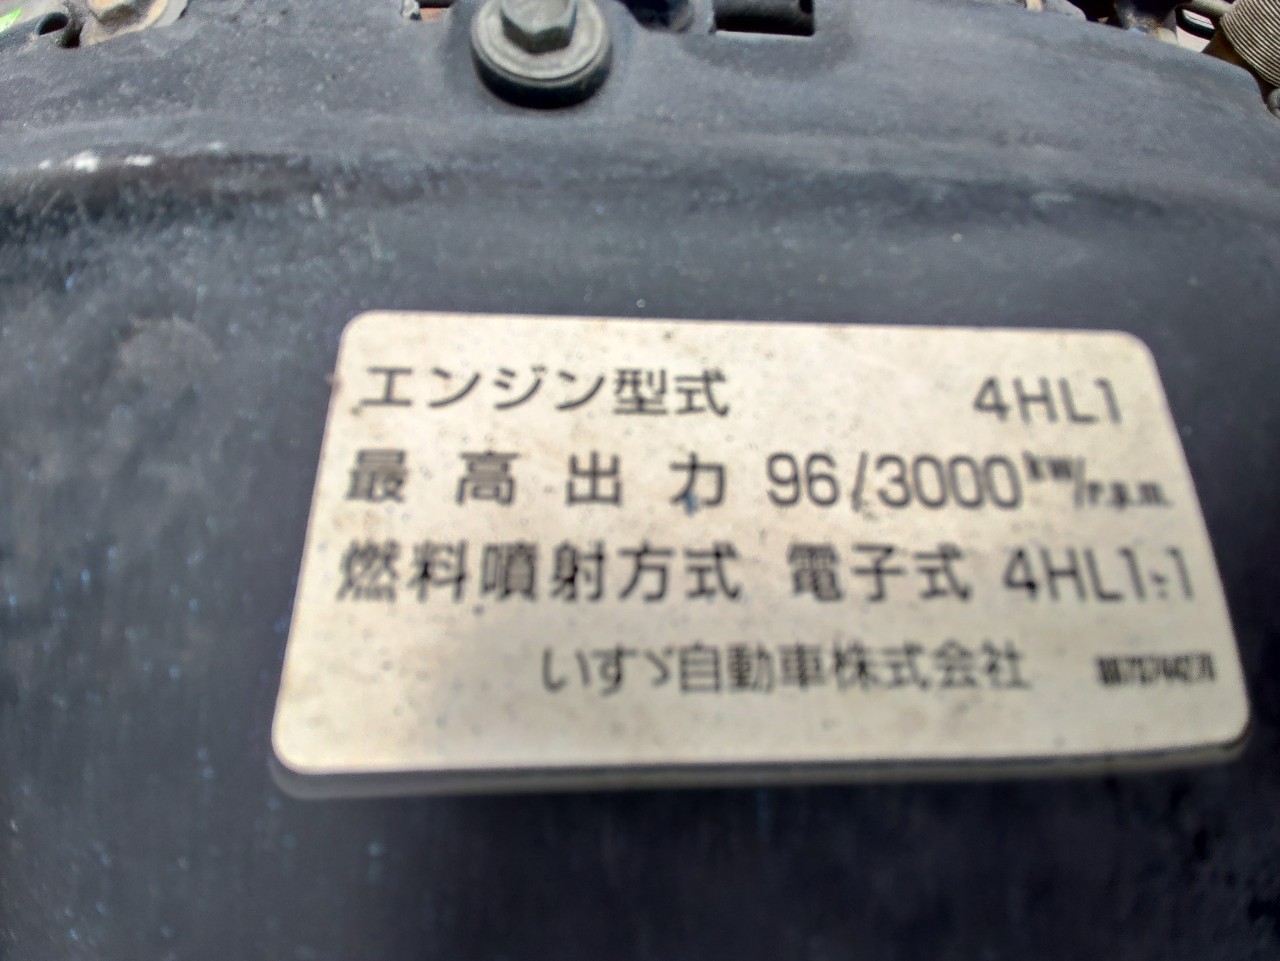 エンジン型式 4HL1
最高出力 96/3000kW/r.p.m.
燃料噴射方式 電子式 4HL1-1
いすゞ自動車株式会社